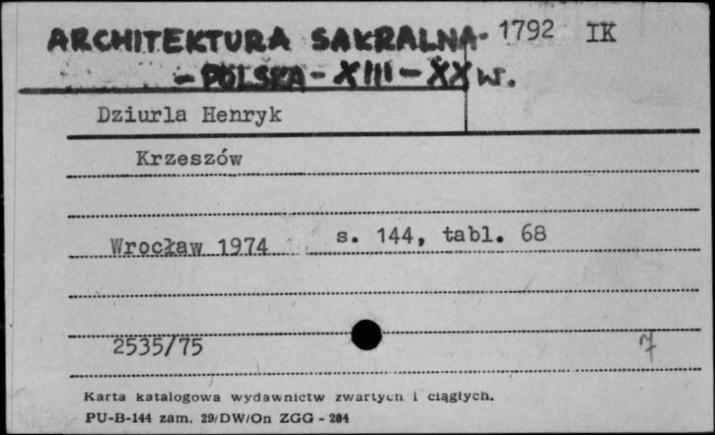 ARCHITEKTURA SAKRALNA- 1792 IK
- POLSKA - XIII - XX w.
Dziurla Henryk
Krzeszów
Wrocław 1974 s. 144, tabl. 68
2535/75 7
Karta katalogowa wydawnictw zwartych i ciągłych.
PU-B-144 zam. 29/DW/On ZGG - 204